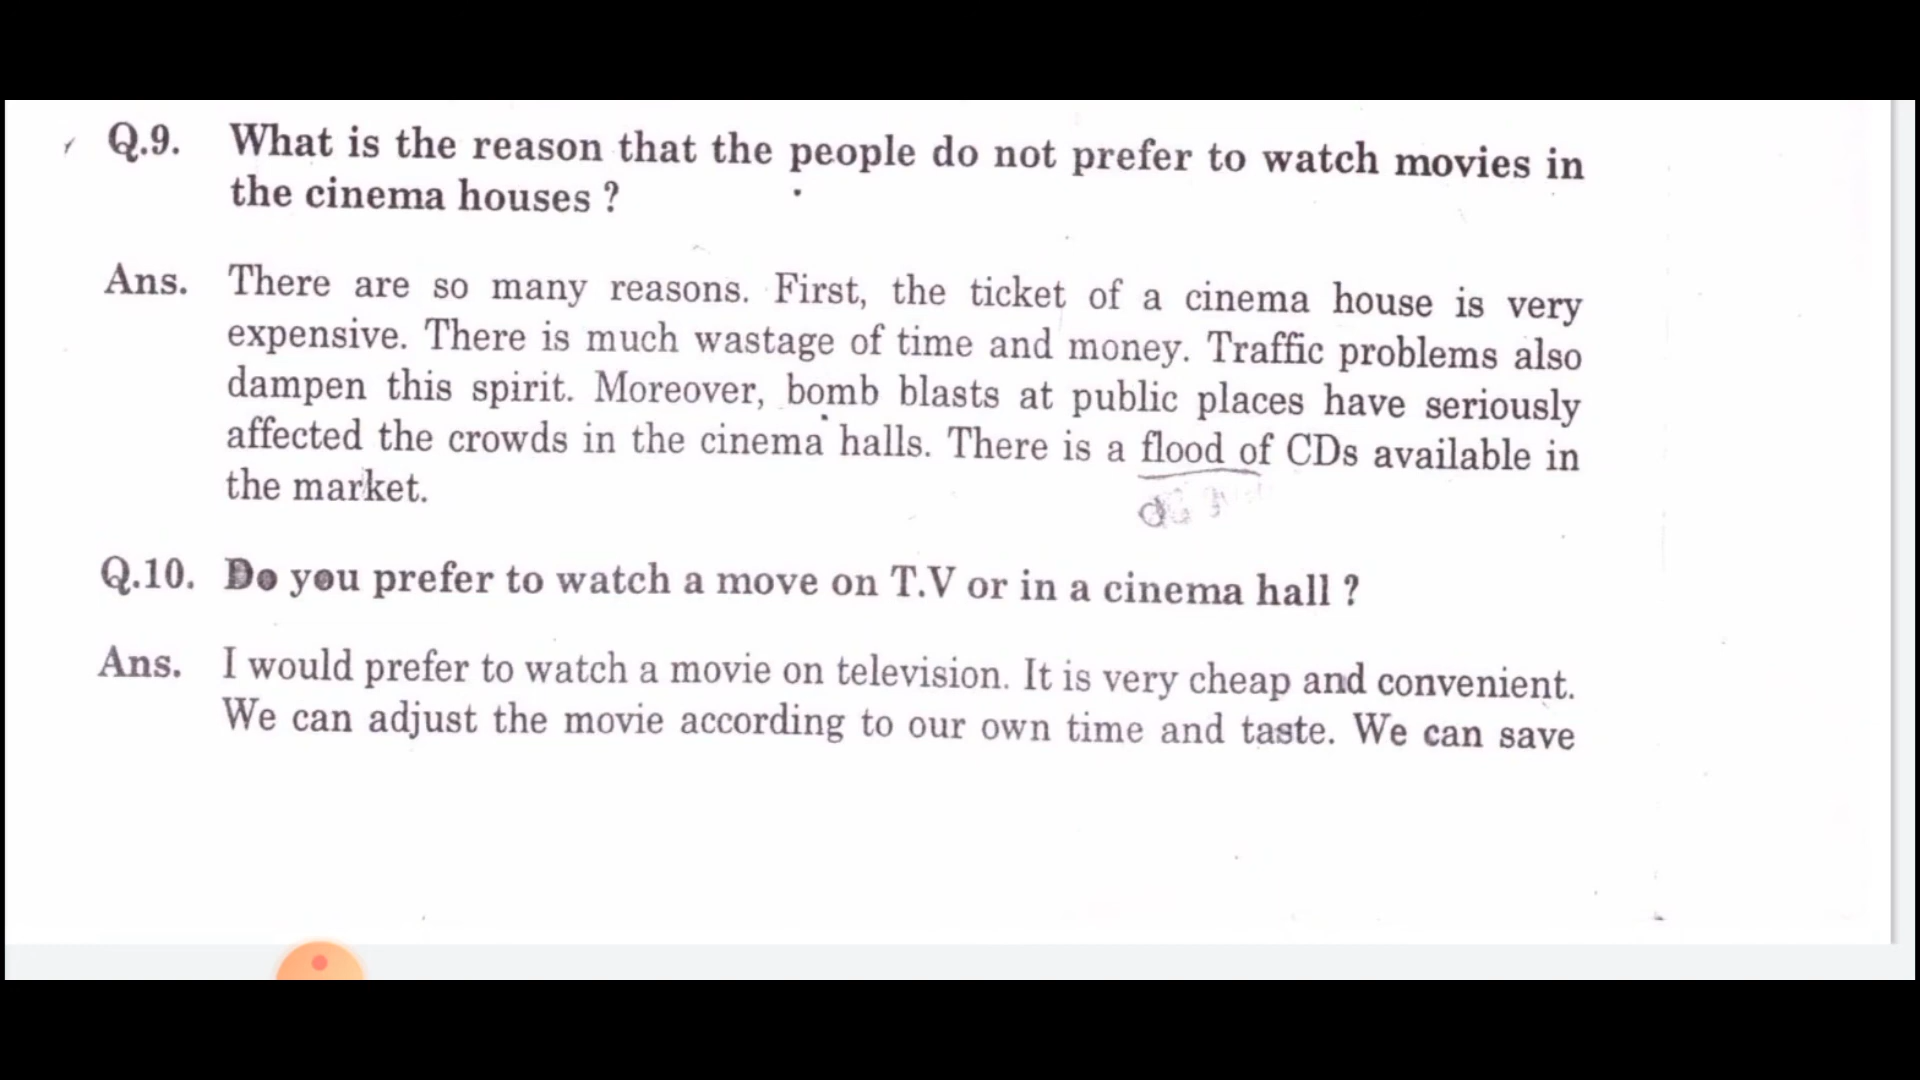 Q.9. What is the reason that the people do not prefer to watch movies in
the cinema houses ?
Ans. There are so many reasons. First, the ticket of a cinema house is very
expensive. There is much wastage of time and money. Traffic problems also
dampen this spirit. Moreover, bomb blasts at public places have seriously
affected the crowds in the cinema halls. There is a flood of CDs available in
the market.
Q.10. Do you prefer to watch a move on T.V or in a cinema hall ?
Ans. I would prefer to watch a movie on television. It is very cheap and convenient.
We can adjust the movie according to our own time and taste. We can save